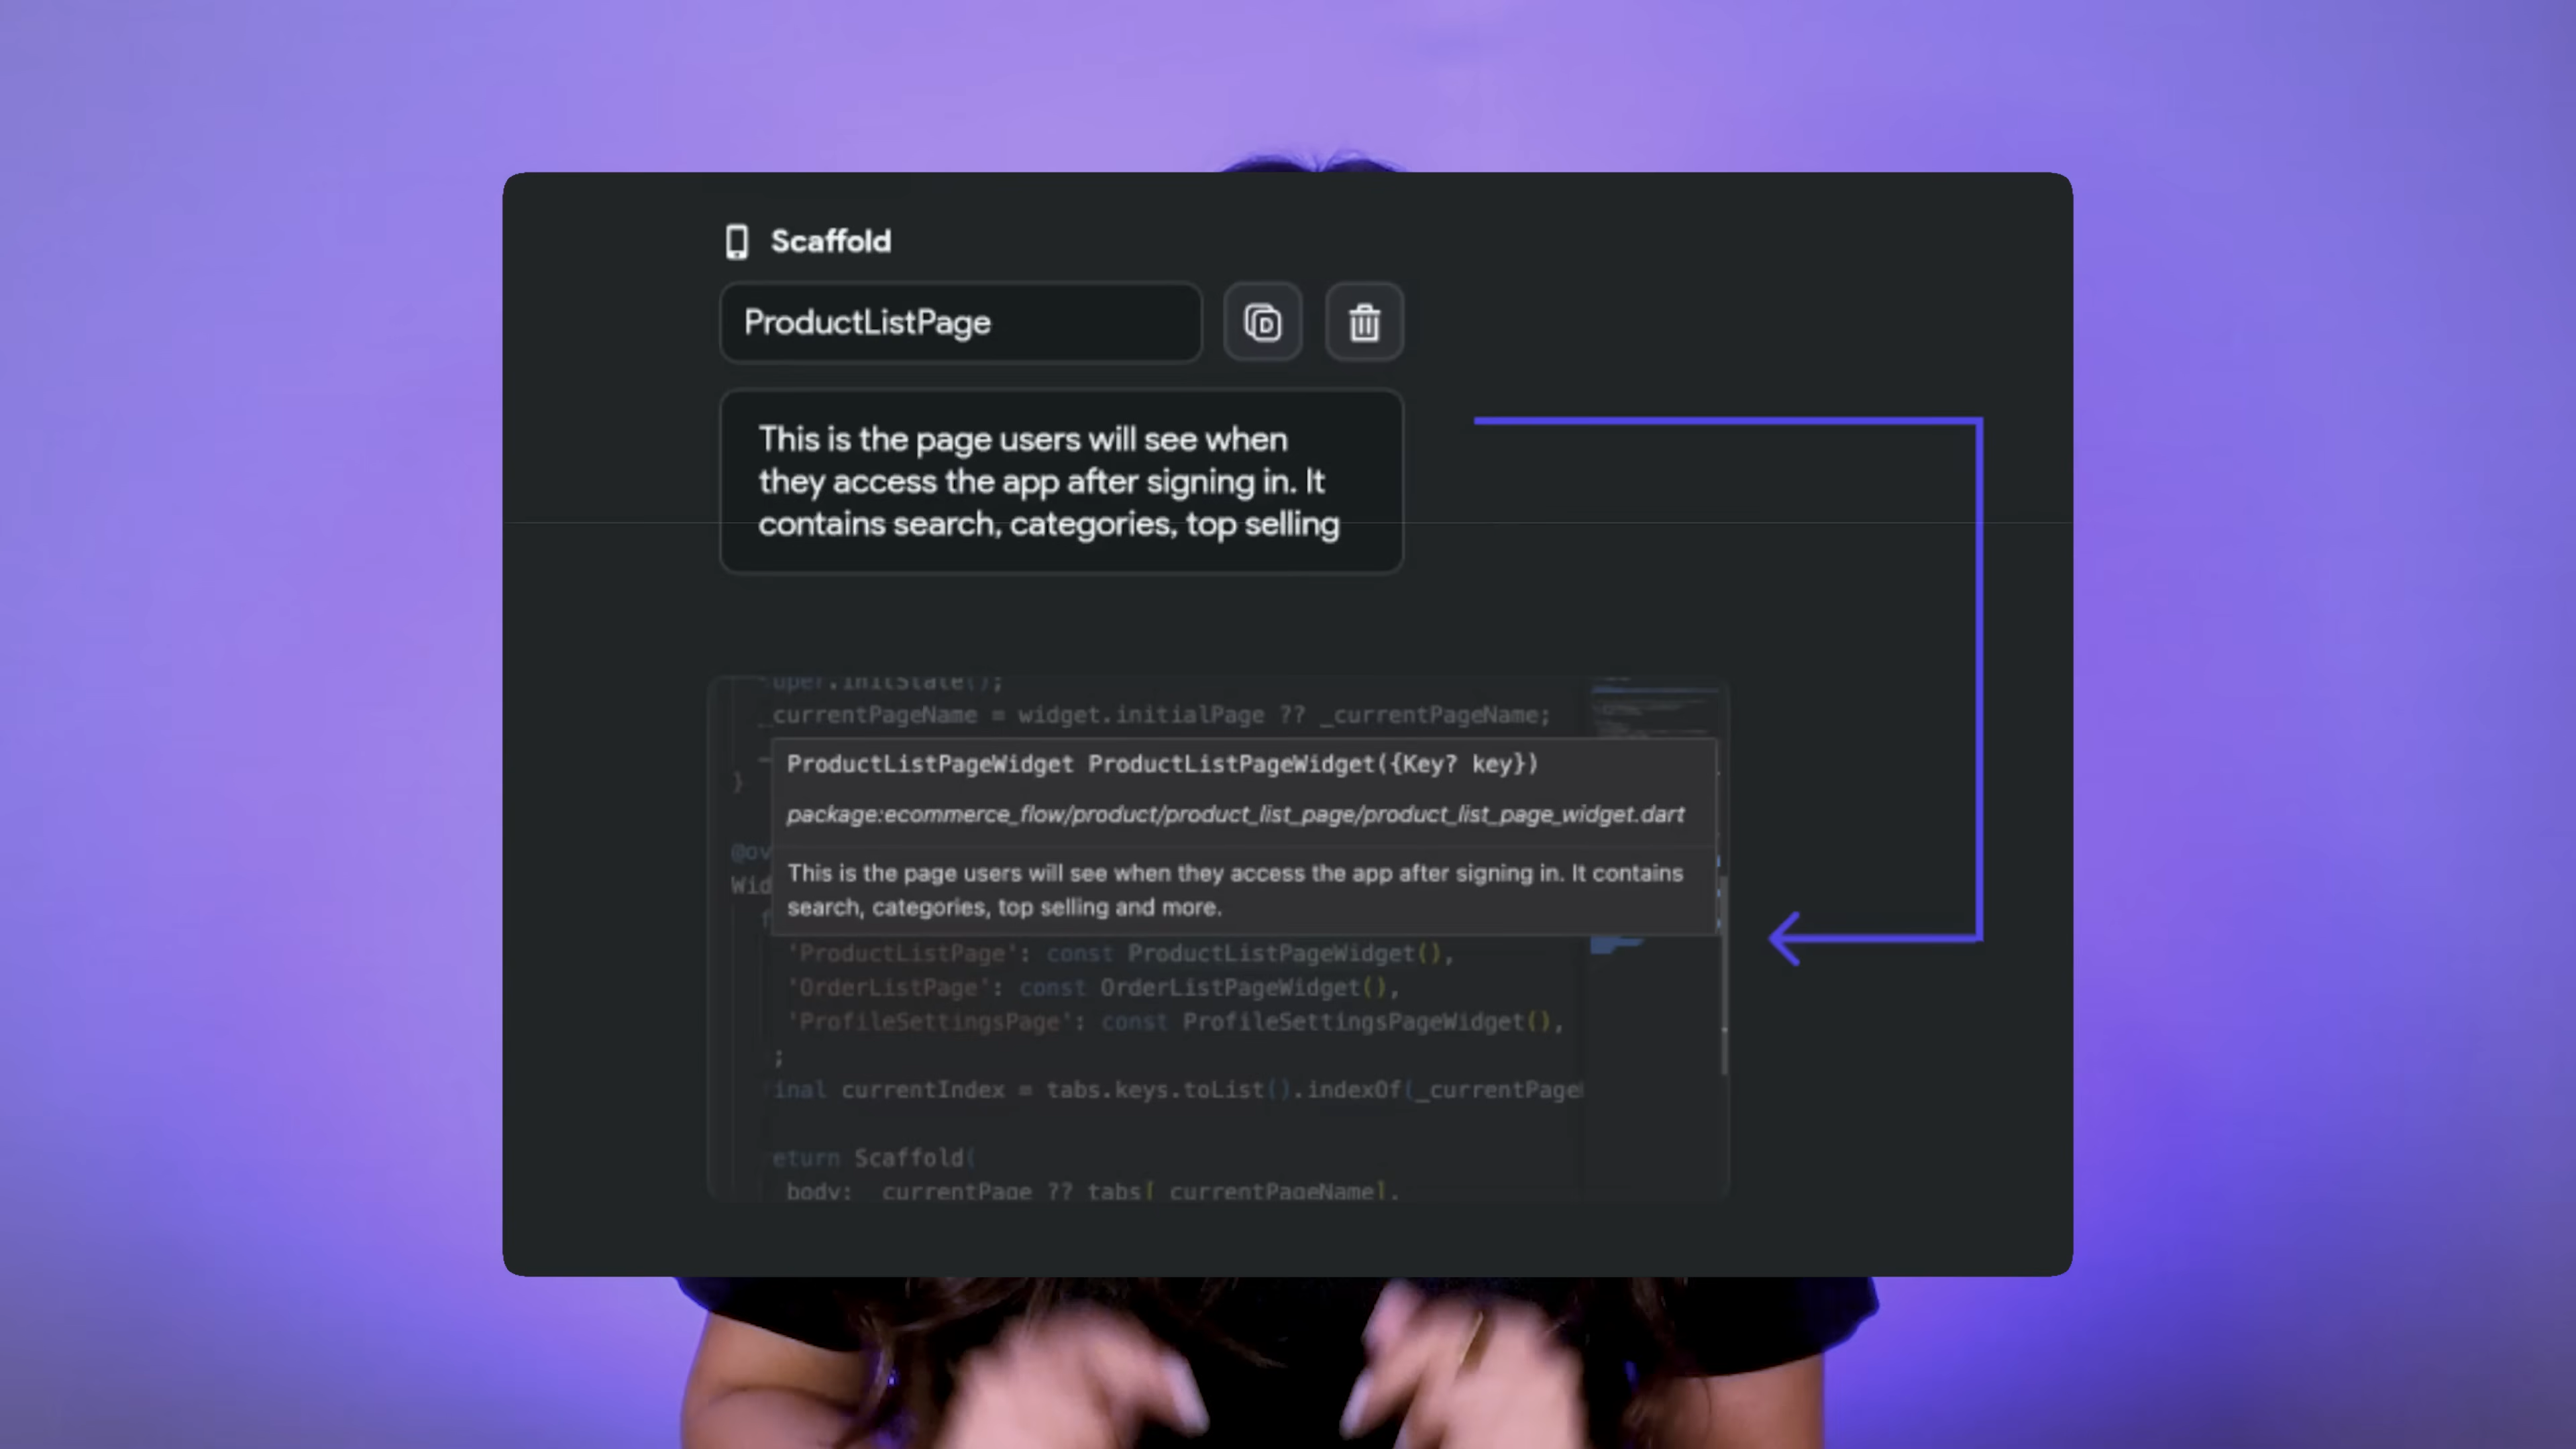 Scaffold
ProductListPage
This is the page users will see when
they access the app after signing in. It
contains search, categories, top selling
uper.initState();
_currentPageName = widget.initialPage ?? _currentPageName;
}
ProductListPageWidget ProductListPageWidget({Key? key})
package:ecommerce_flow/product/product_list_page/product_list_page_widget.dart
@ov
This is the page users will see when they access the app after signing in. It contains
Wid
search, categories, top selling and more.
'ProductListPage': const ProductListPageWidget(),
'OrderListPage': const OrderListPageWidget(),
'ProfileSettingsPage': const ProfileSettingsPageWidget(),
;
inal currentIndex = tabs.keys.toList().indexOf(_currentPage
eturn Scaffold(
body: _currentPage ?? tabs[_currentPageName],